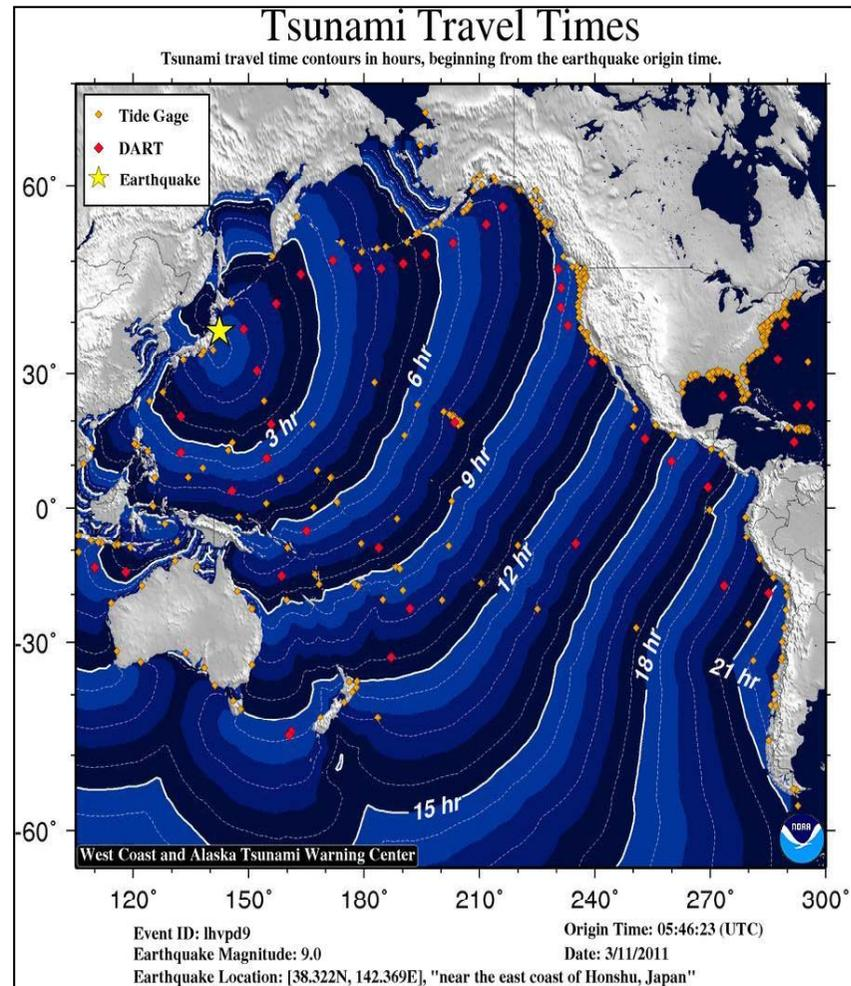 Tsunami Travel Times
Tsunami travel time contours in hours, beginning from the earthquake origin time.
Tide Gage
DART
Earthquake
60°
30°
0°
-30°
-60°
3 hr
6 hr
9 hr
12 hr
15 hr
18 hr
21 hr
NOAA
West Coast and Alaska Tsunami Warning Center
120° 150° 180° 210° 240° 270° 300°
Event ID: lhvpd9
Earthquake Magnitude: 9.0
Earthquake Location: [38.322N, 142.369E], "near the east coast of Honshu, Japan"
Origin Time: 05:46:23 (UTC)
Date: 3/11/2011